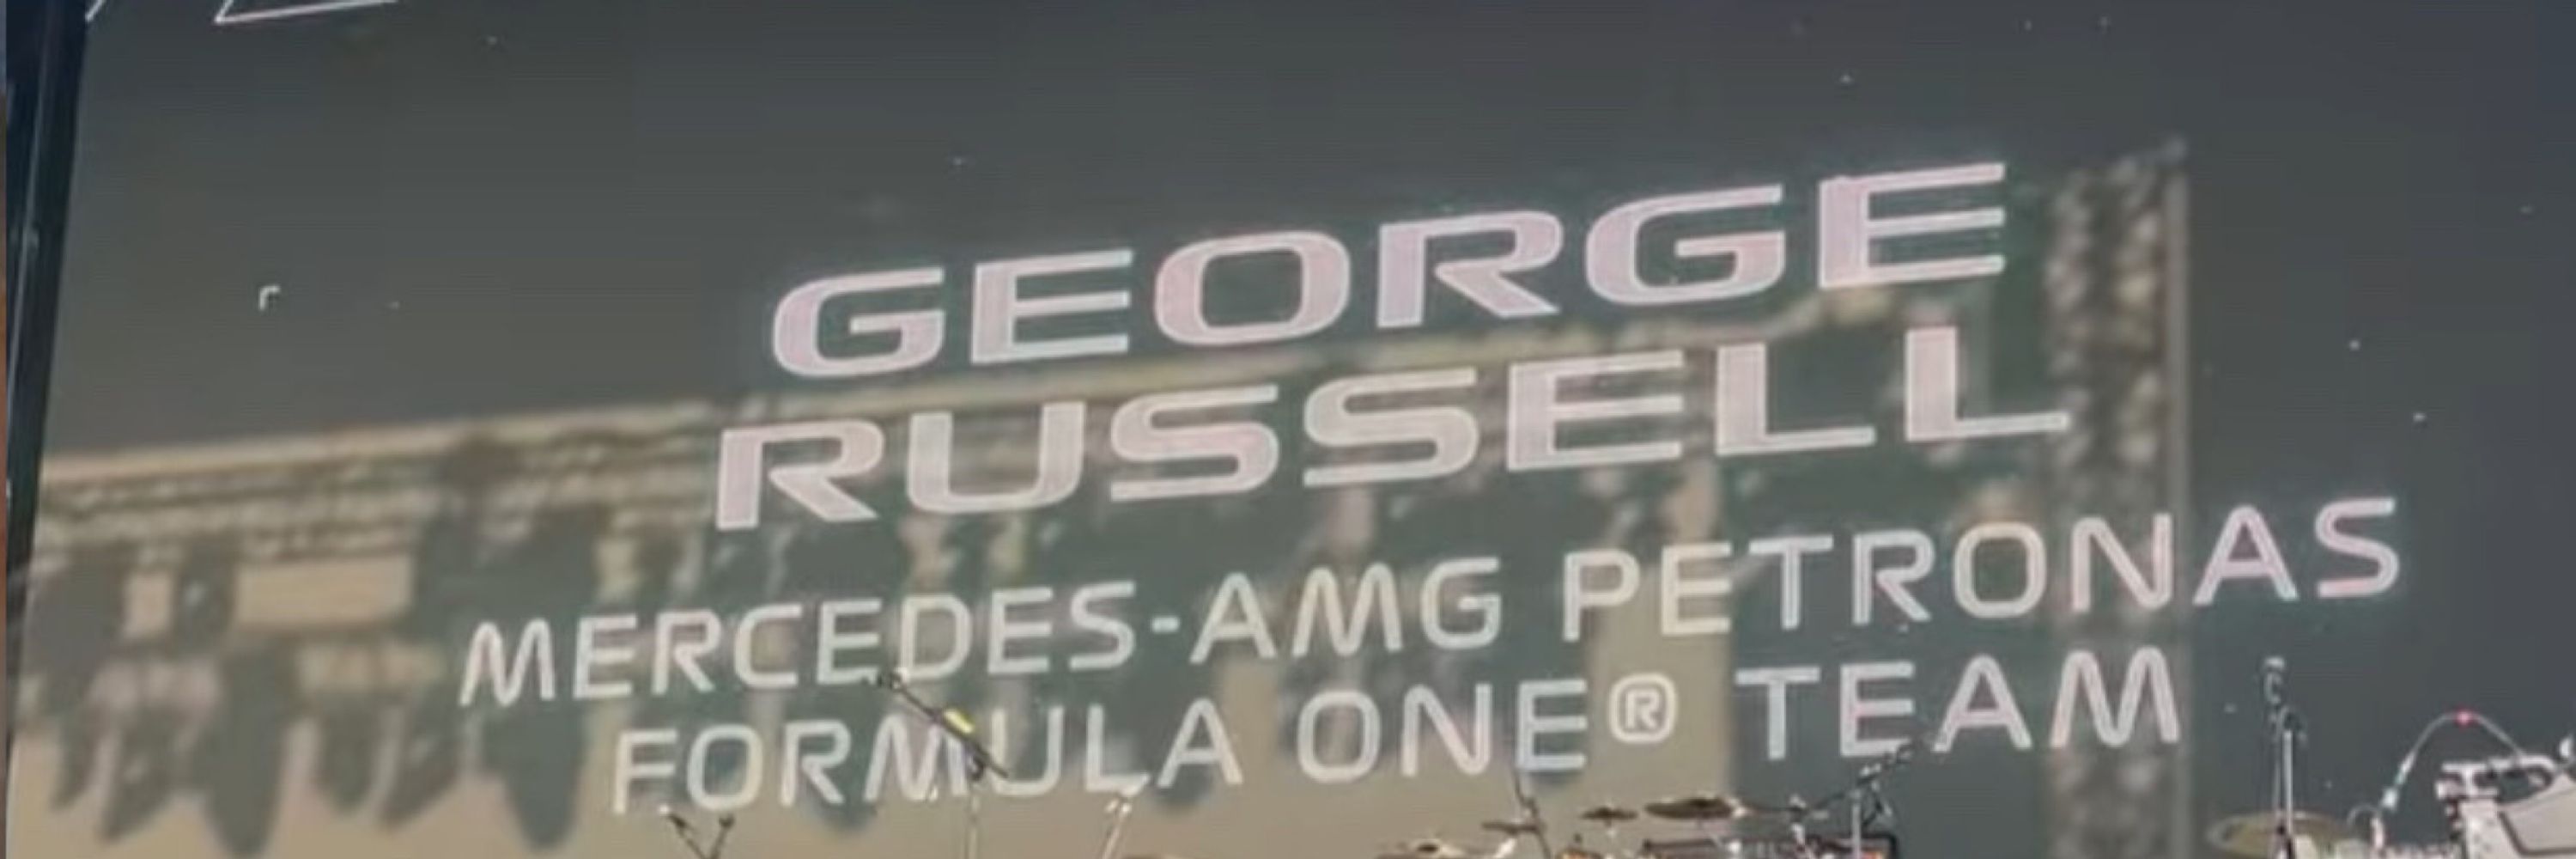 GEORGE
RUSSELL
MERCEDES-AMG PETRONAS
FORMULA ONE® TEAM